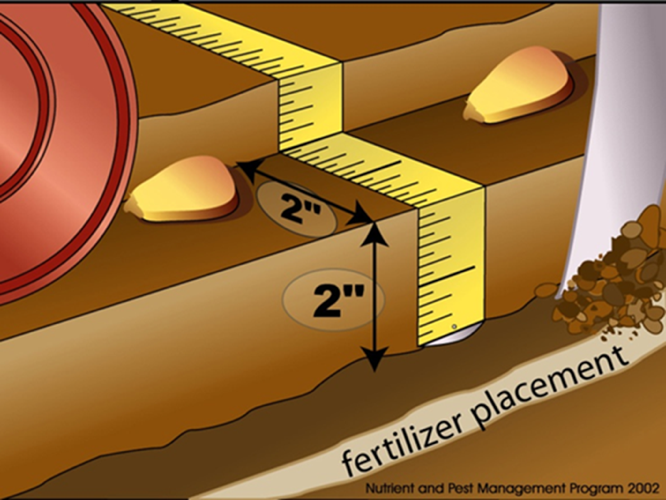 2"
2"
fertilizer placement
Nutrient and Pest Management Program 2002